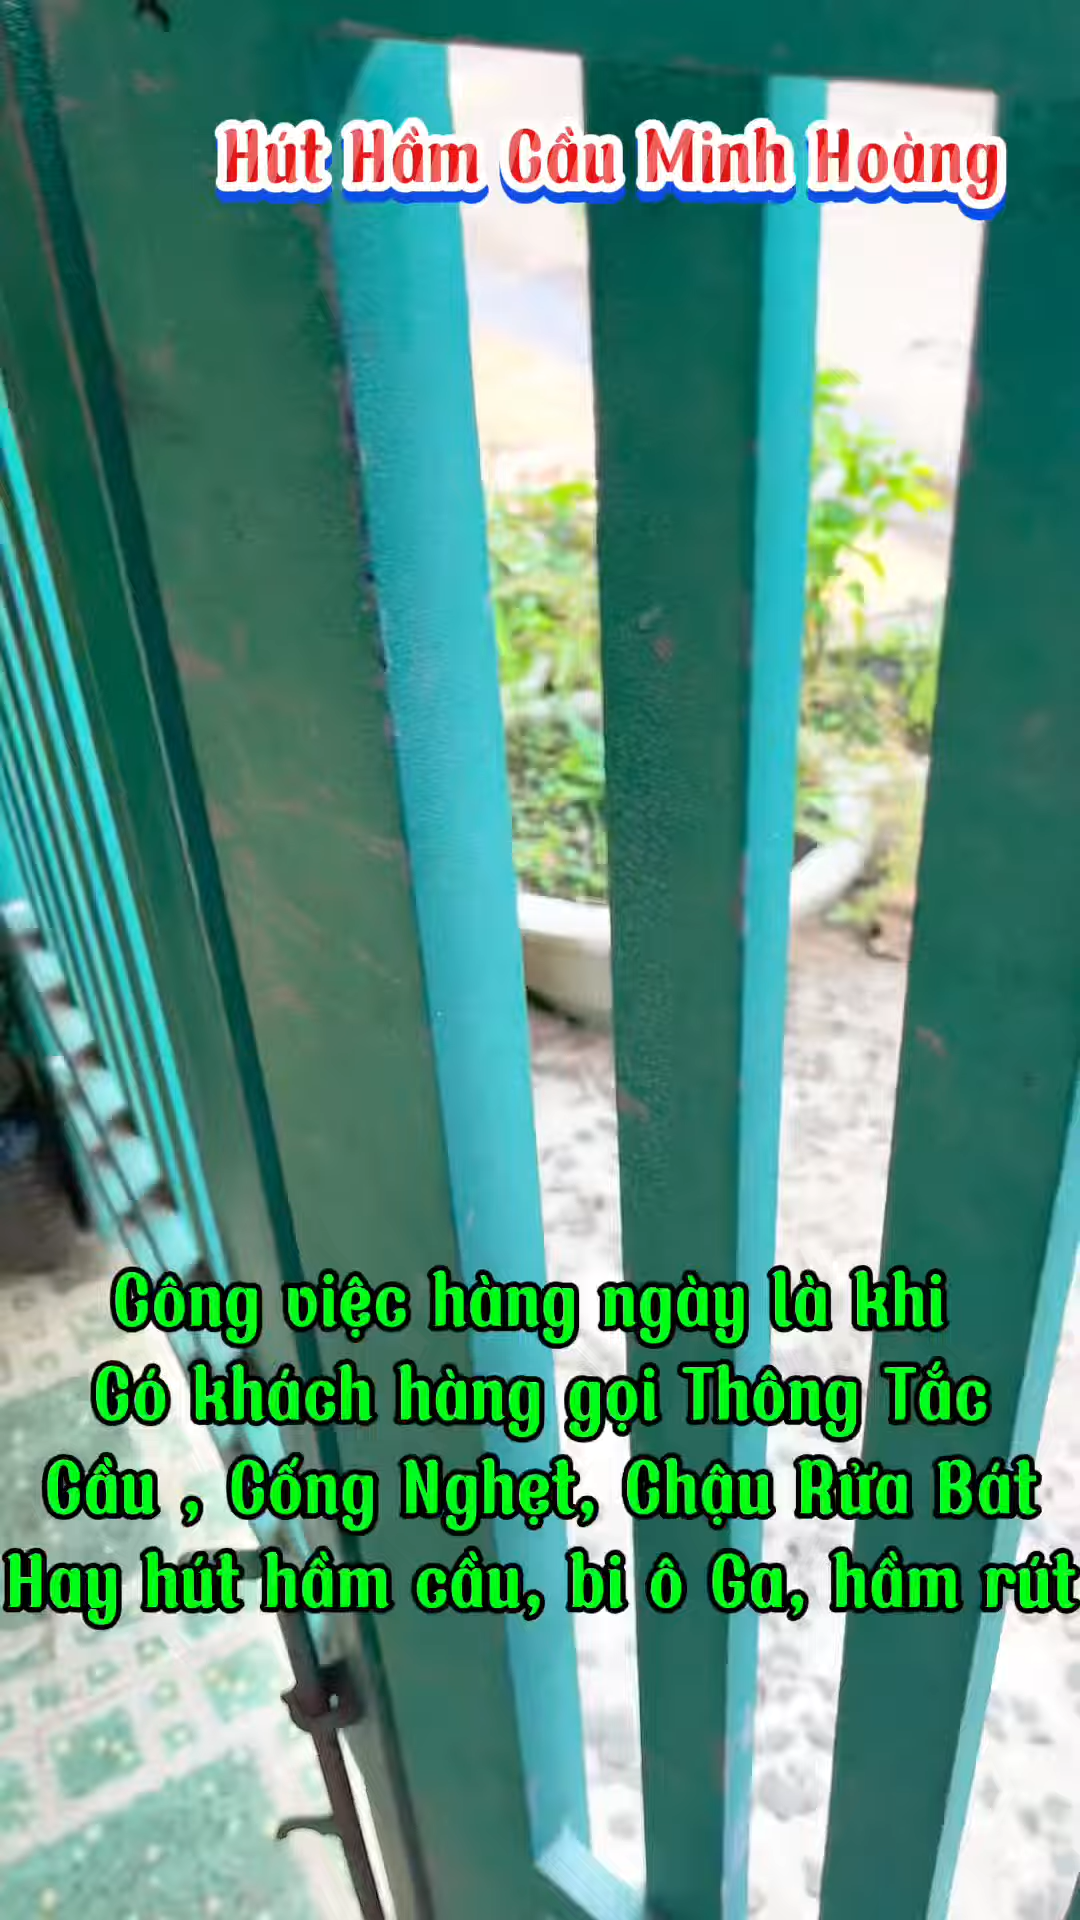 Hút Hầm Cầu Minh Hoàng
Công việc hàng ngày là khi
Có khách hàng gọi Thông Tắc
Cầu , Cống Nghẹt, Chậu Rửa Bát
Hay hút hầm cầu, bi ô Ga, hầm rút